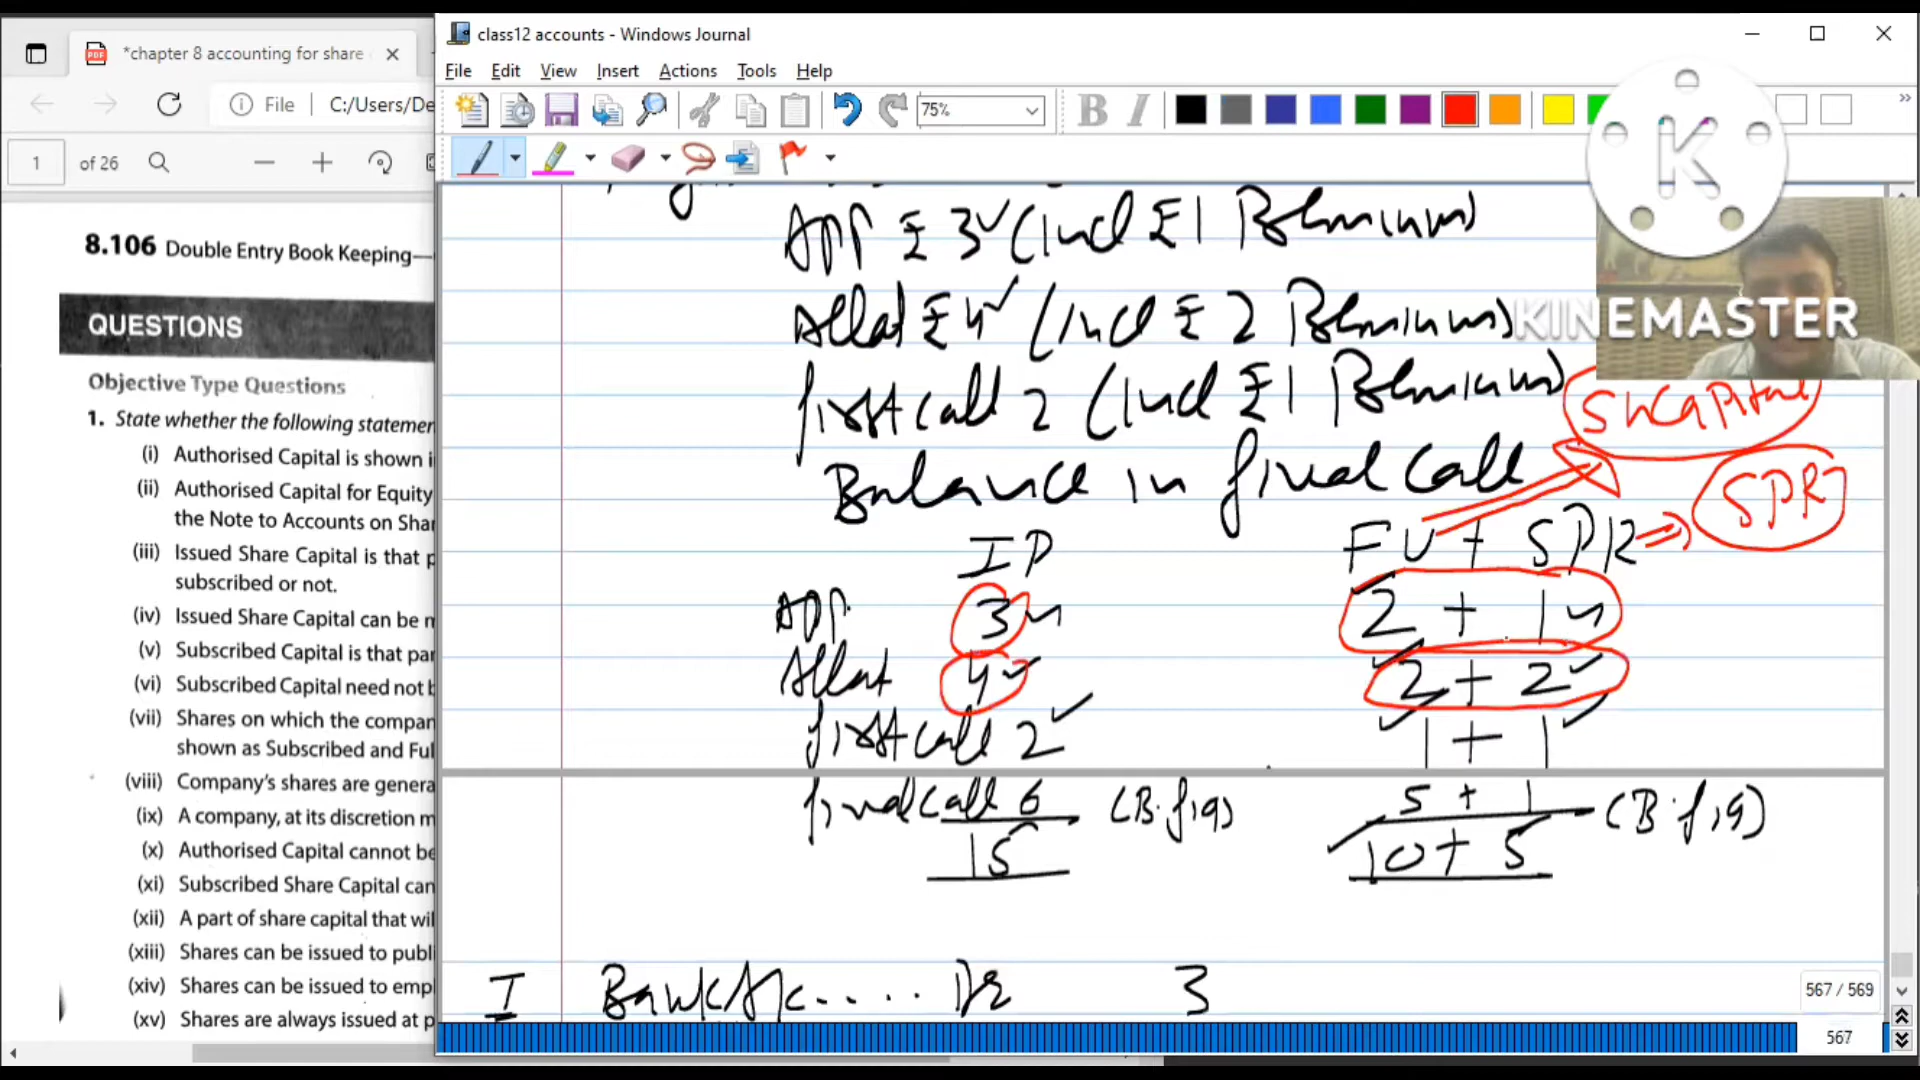 *chapter 8 accounting for share
File
C:/Users/De
1 of 26
8.106 Double Entry Book Keeping—
QUESTIONS
Objective Type Questions
1. State whether the following statemen
(i) Authorised Capital is shown i
(ii) Authorised Capital for Equity
the Note to Accounts on Shar
(iii) Issued Share Capital is that p
subscribed or not.
(iv) Issued Share Capital can be
(v) Subscribed Capital is that par
(vi) Subscribed Capital need not b
(vii) Shares on which the compan
shown as Subscribed and Ful
(viii) Company's shares are genera
(ix) A company, at its discretion m
(x) Authorised Capital cannot be
(xi) Subscribed Share Capital can
(xii) A part of share capital that wil
(xiii) Shares can be issued to publi
(xiv) Shares can be issued to empl
(xv) Shares are always issued at p
class12 accounts - Windows Journal
File Edit View Insert Actions Tools Help
75%
B I
K
KINEMASTER
App ₹ 3 (incl ₹1 Premium)
Allot ₹ 4 (incl ₹ 2 Premium)
first call 2 (incl ₹1 Premium)
Balance in final call
Sh Capital
SPR
IP FV + SPR
App 3 2 + 1
Allot 4 2 + 2
first call 2 1 + 1
final call 6 (B.fig) 5 + 1 (B.fig)
15 10 + 5
I Bank A/c..... Dr 3
567 / 569
567